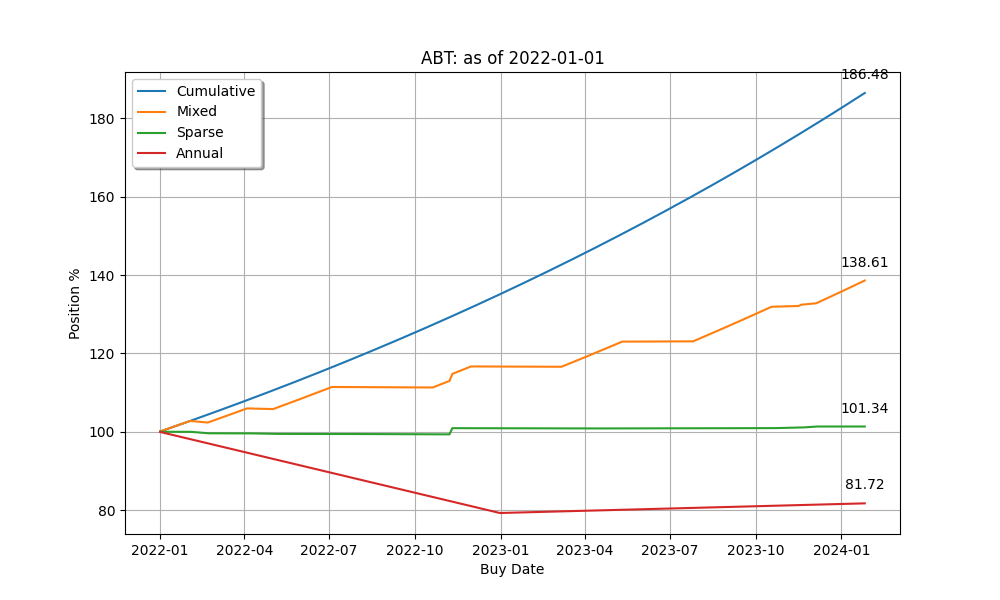 ABT: as of 2022-01-01
Cumulative
Mixed
Sparse
Annual
186.48
138.61
101.34
81.72
Position %
180
160
140
120
100
80
2022-01 2022-04 2022-07 2022-10 2023-01 2023-04 2023-07 2023-10 2024-01
Buy Date